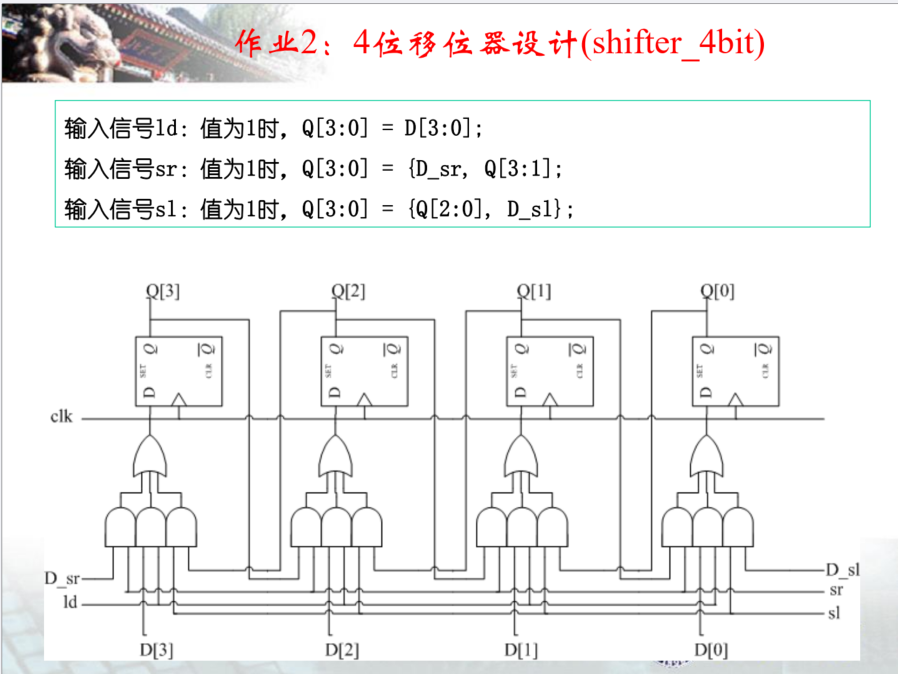 作业2：4位移位器设计(shifter_4bit)
输入信号ld：值为1时，Q[3:0] = D[3:0];
输入信号sr：值为1时，Q[3:0] = {D_sr, Q[3:1];
输入信号sl：值为1时，Q[3:0] = {Q[2:0], D_sl};
Q[3] Q[2] Q[1] Q[0]
Q Q Q Q Q Q Q Q
SET CLR SET CLR SET CLR SET CLR
D D D D
clk
D_sr D_sl
sr
ld
sl
D[3] D[2] D[1] D[0]